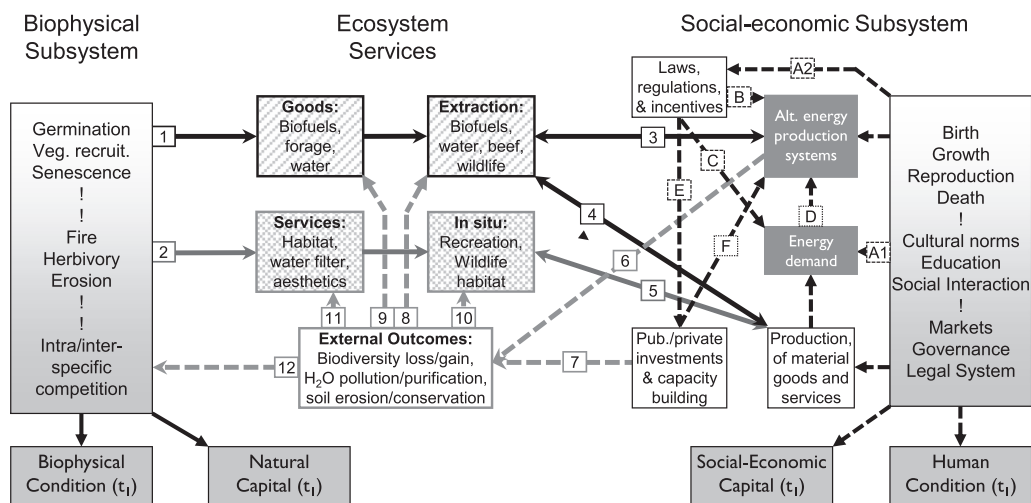 Biophysical
Subsystem
Ecosystem
Services
Social-economic Subsystem
Germination
Veg. recruit.
Senescence
!
!
Fire
Herbivory
Erosion
!
!
Intra/inter-
specific
competition
1
2
Goods:
Biofuels,
forage,
water
Extraction:
Biofuels,
water, beef,
wildlife
Services:
Habitat,
water filter,
aesthetics
In situ:
Recreation,
Wildlife
habitat
11
9
8
10
External Outcomes:
Biodiversity loss/gain,
H₂O pollution/purification,
soil erosion/conservation
12
3
4
5
6
7
Laws,
regulations,
& incentives
A2
B
C
E
F
D
A1
Alt. energy
production
systems
Energy
demand
Pub./private
investments
& capacity
building
Production,
of material
goods and
services
Birth
Growth
Reproduction
Death
!
Cultural norms
Education
Social Interaction
!
Markets
Governance
Legal System
Biophysical
Condition (t₁)
Natural
Capital (t₁)
Social-Economic
Capital (t₁)
Human
Condition (t₁)